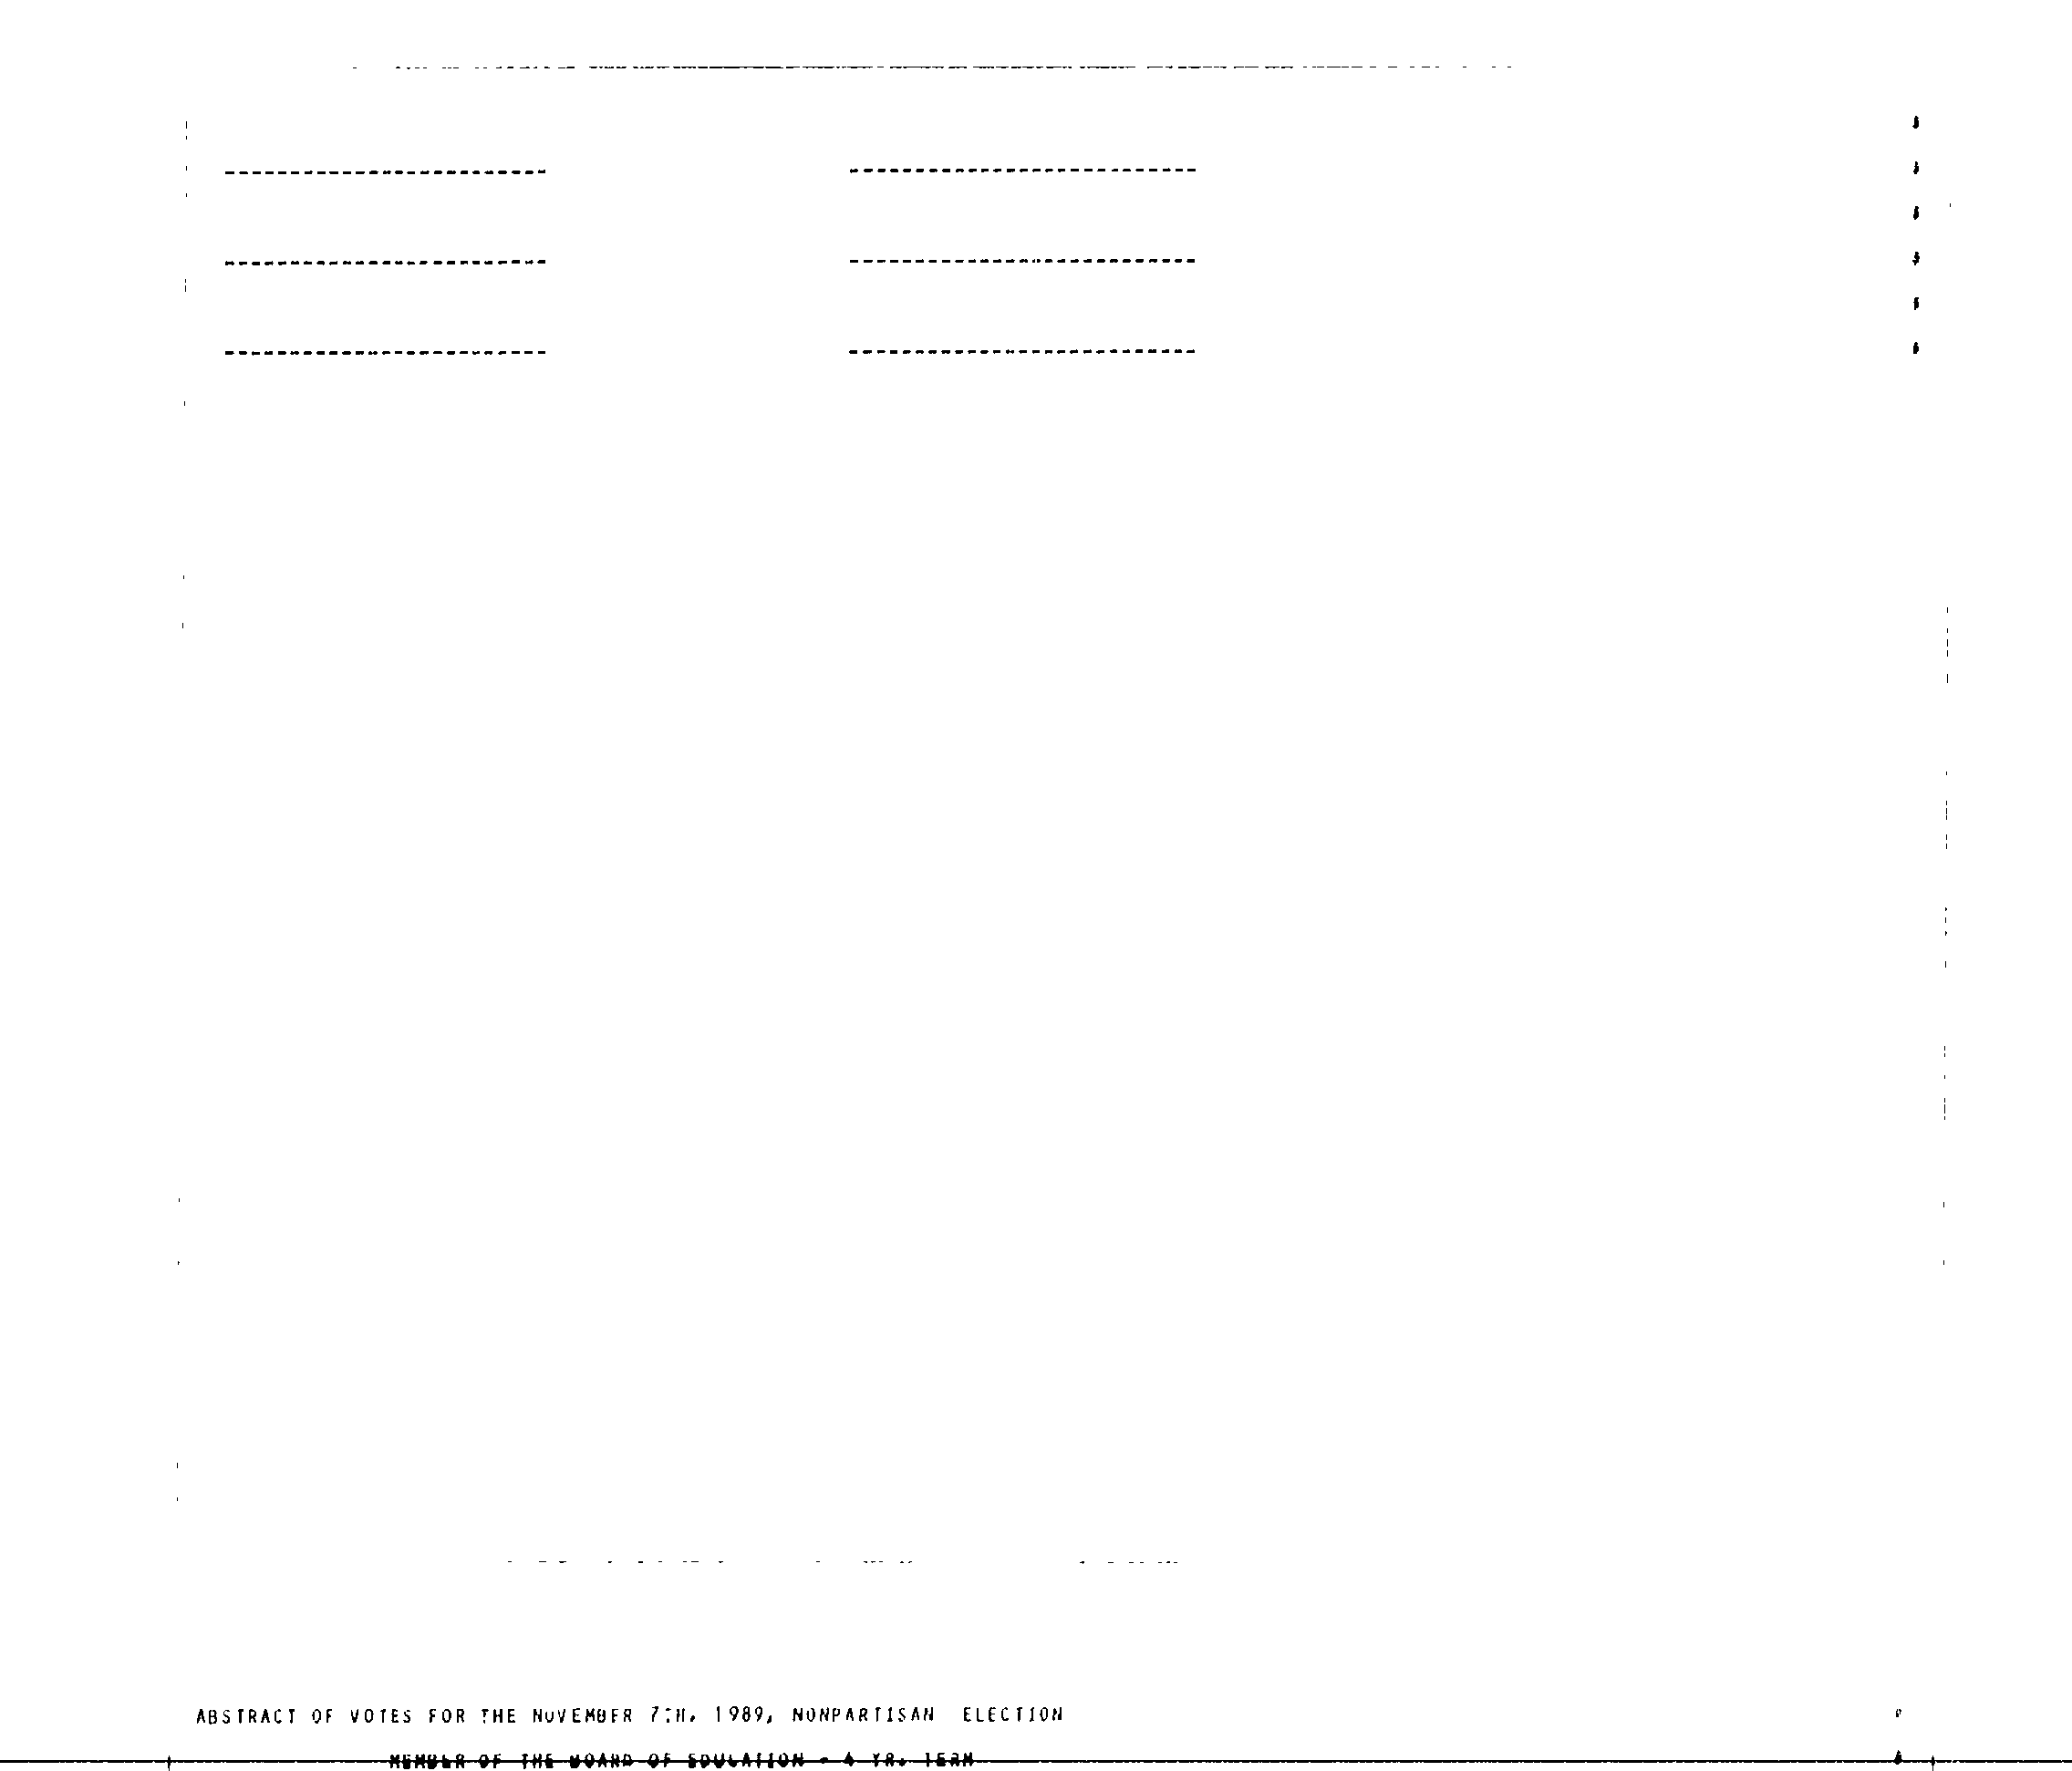 ABSTRACT OF VOTES FOR THE NOVEMBER 7TH, 1989, NONPARTISAN ELECTION
MEMBER OF THE BOARD OF EDUCATION - 4 YR. TERM